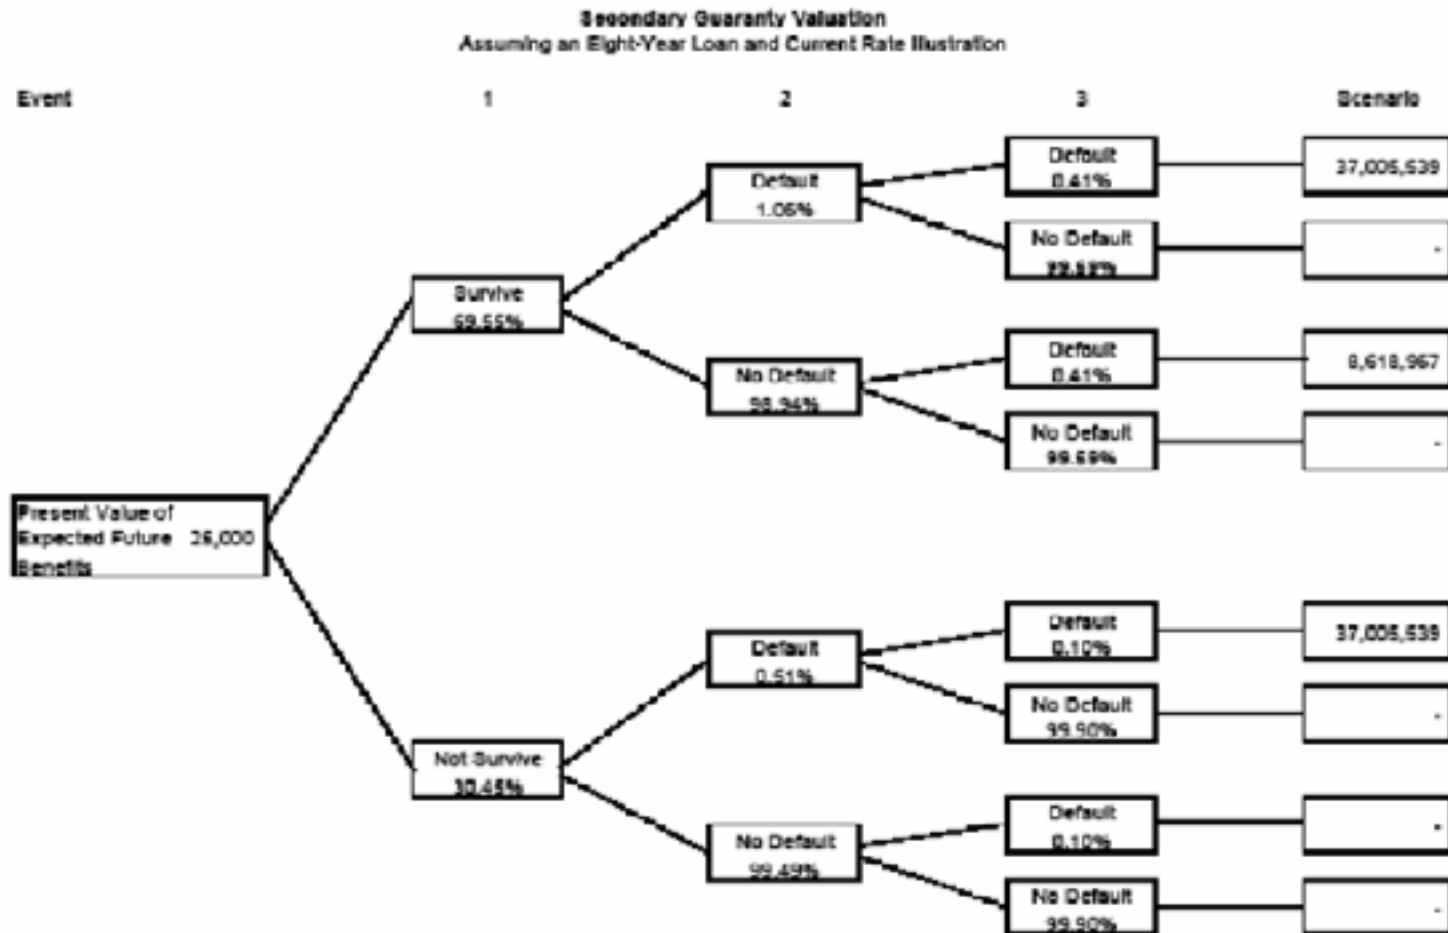 Secondary Guaranty Valuation
Assuming an Eight-Year Loan and Current Rate Illustration
Event 1 2 3 Scenario
Default
0.41%
37,005,539
Default
1.06%
No Default
99.59%
-
Survive
69.55%
Default
0.41%
8,618,967
No Default
98.94%
No Default
99.59%
-
Present Value of
Expected Future 26,000
Benefits
Default
0.10%
37,005,539
Default
0.51%
No Default
99.90%
-
Not Survive
30.45%
Default
0.10%
-
No Default
99.49%
No Default
99.90%
-